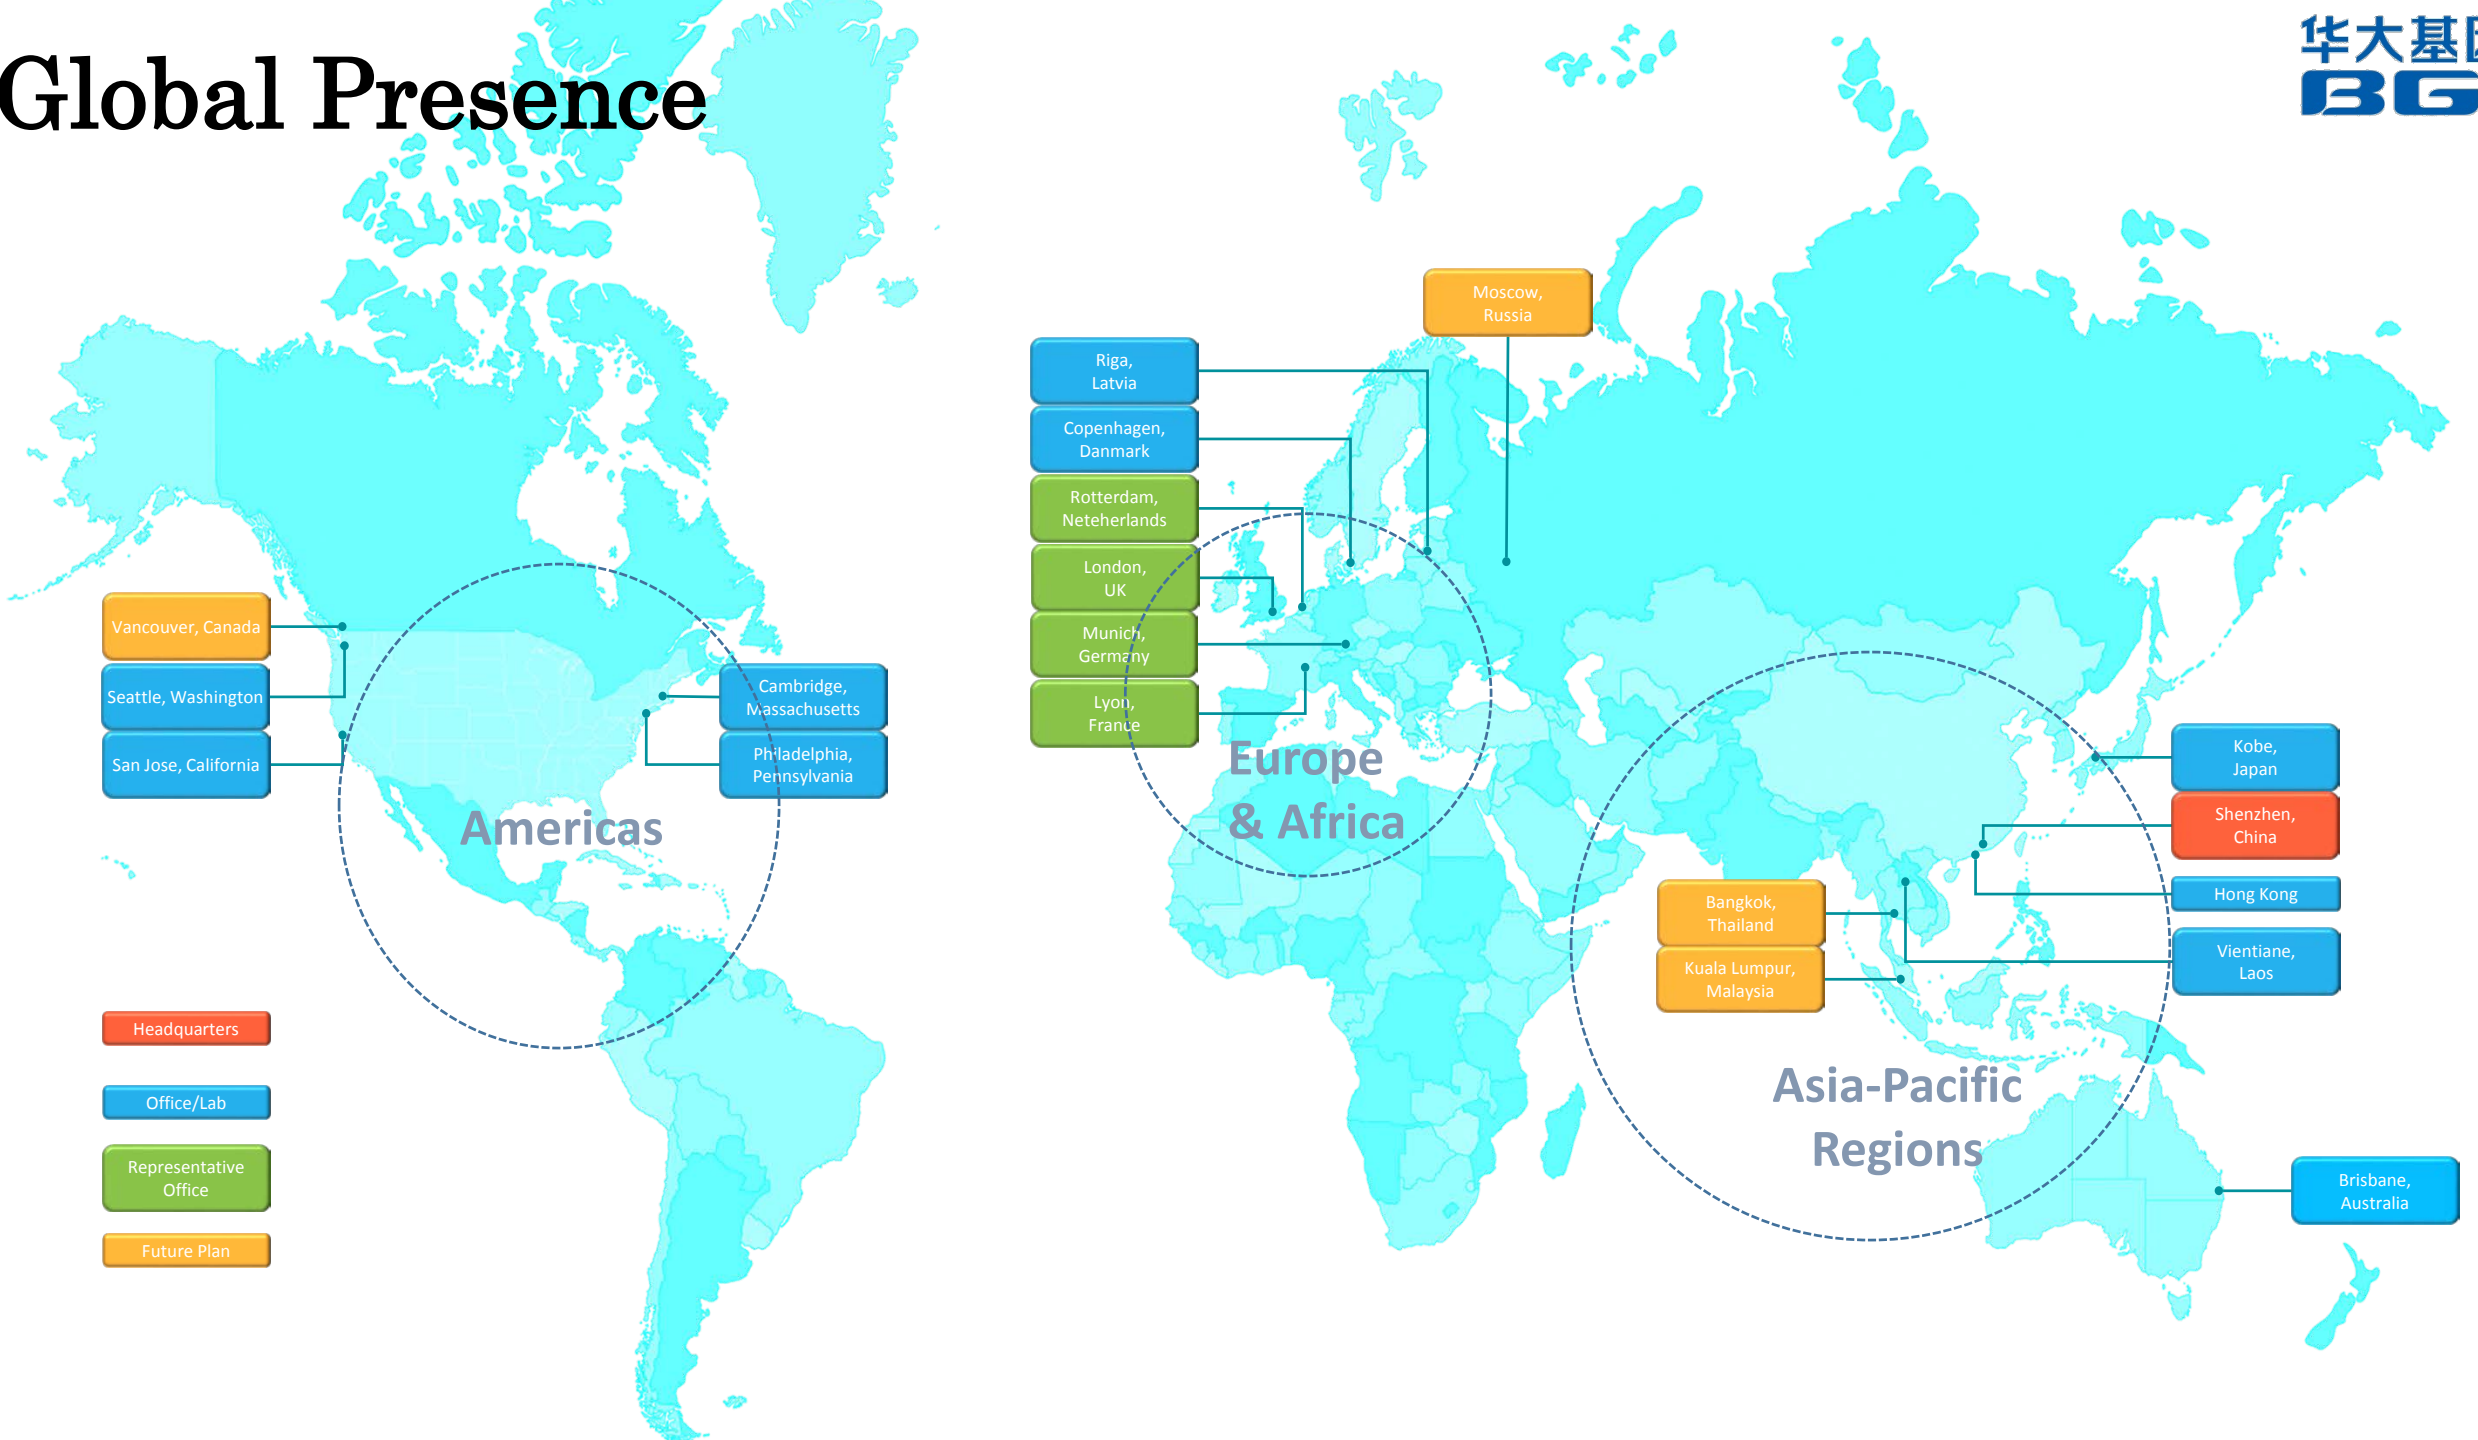 Global Presence
华大基因
BG
Moscow,
Russia
Riga,
Latvia
Copenhagen,
Danmark
Rotterdam,
Neteherlands
London,
UK
Munich,
Germany
Lyon,
France
Vancouver, Canada
Seattle, Washington
San Jose, California
Cambridge,
Massachusetts
Philadelphia,
Pennsylvania
Americas
Europe
& Africa
Kobe,
Japan
Shenzhen,
China
Hong Kong
Vientiane,
Laos
Bangkok,
Thailand
Kuala Lumpur,
Malaysia
Asia-Pacific
Regions
Brisbane,
Australia
Headquarters
Office/Lab
Representative
Office
Future Plan